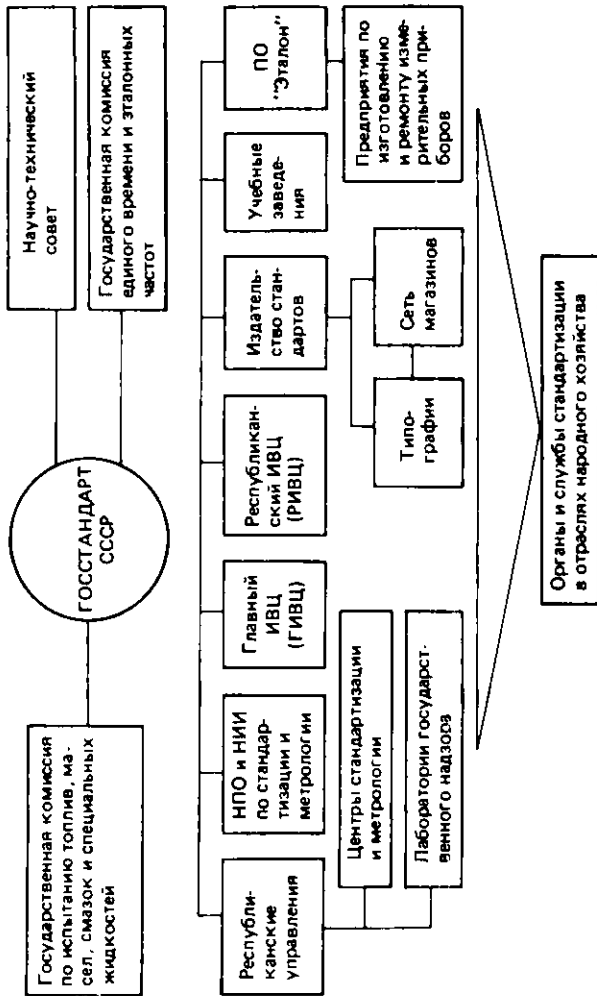 Государственная комиссия
по испытанию топлив, ма-
сел, смазок и специальных
жидкостей
ГОССТАНДАРТ
СССР
Научно-технический
совет
Государственная комиссия
единого времени и эталонных
частот
Республи-
канские
управления
НПО и НИИ
по стандар-
тизации и
метрологии
Главный
ИВЦ
(ГИВЦ)
Республикан-
ский ИВЦ
(РИВЦ)
Издатель-
ство стан-
дартов
Учебные
заведе-
ния
ПО
"Эталон"
Центры стандартизации
и метрологии
Лаборатории государст-
венного надзора
Типо-
графии
Сеть
магазинов
Предприятия по
изготовлению
и ремонту изме-
рительных при-
боров
Органы и службы стандартизации
в отраслях народного хозяйства